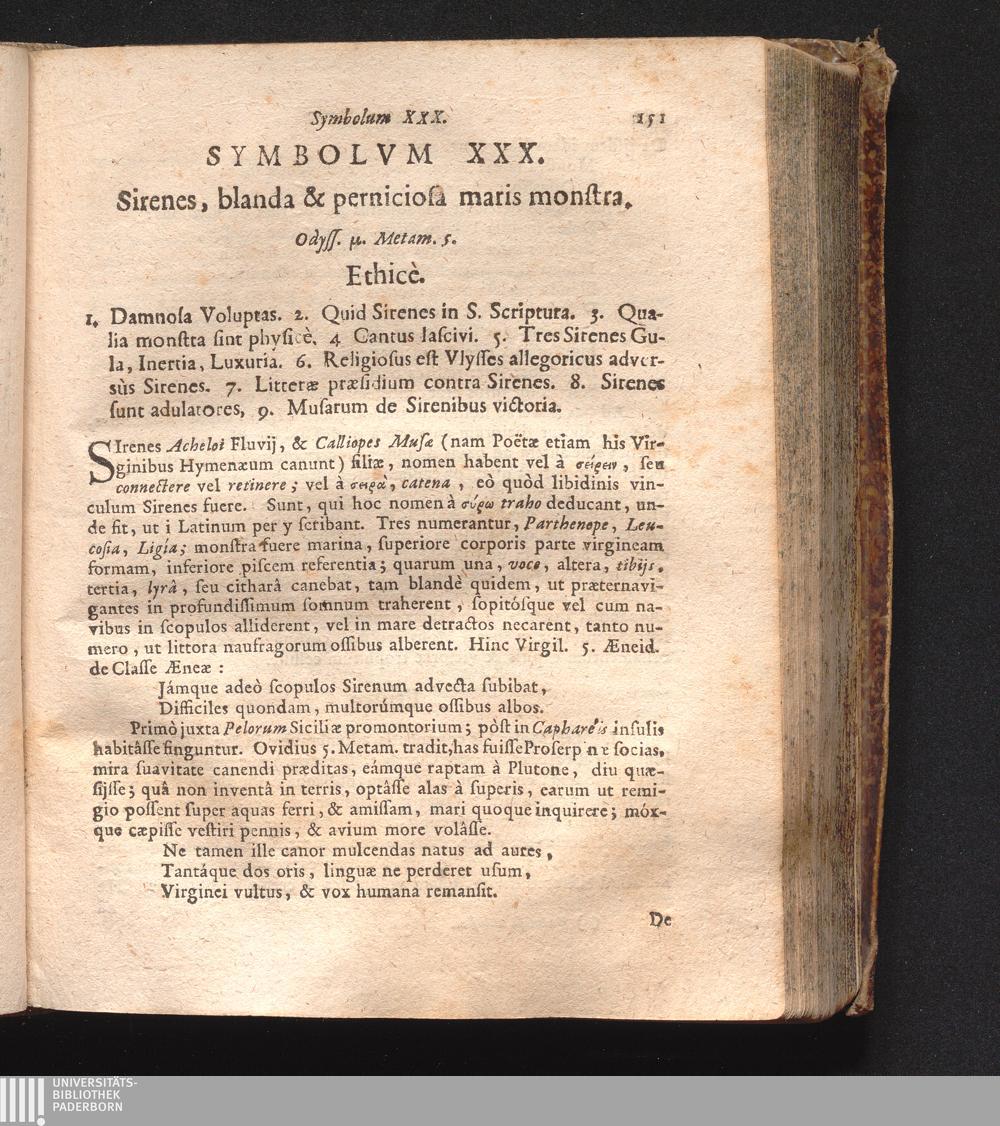 Symbolum XXX. 151
SYMBOLVM XXX.
Sirenes, blanda & perniciosa maris monstra.
Odyss. μ. Metam. 5.
Ethicè.
1. Damnosa Voluptas. 2. Quid Sirenes in S. Scriptura. 3. Qua-
lia monstra sint physicè. 4 Cantus lascivi. 5. Tres Sirenes Gu-
la, Inertia, Luxuria. 6. Religiosus est Vlysses allegoricus adver-
sùs Sirenes. 7. Litteræ præsidium contra Sirenes. 8. Sirenes
sunt adulatores, 9. Musarum de Sirenibus victoria.
SIrenes Acheloi Fluvij, & Calliopes Musæ (nam Poëtæ etiam his Vir-
ginibus Hymenæum canunt) filiæ, nomen habent vel à σείρειν, seu
connectere vel retinere; vel à σειρὰ, catena, eò quòd libidinis vin-
culum Sirenes fuere. Sunt, qui hoc nomen à σύρω traho deducant, un-
de fit, ut i Latinum per y scribant. Tres numerantur, Parthenope, Leu-
cosia, Ligia; monstra fuere marina, superiore corporis parte virgineam
formam, inferiore piscem referentia; quarum una, voce, altera, tibijs.
tertia, lyrâ, seu citharâ canebat, tam blandè quidem, ut præternavi-
gantes in profundissimum somnum traherent, sopitósque vel cum na-
vibus in scopulos alliderent, vel in mare detractos necarent, tanto nu-
mero, ut littora naufragorum ossibus alberent. Hinc Virgil. 5. Æneid.
de Classe Æneæ:
Jámque adeò scopulos Sirenum advecta subibat,
Difficiles quondam, multorúmque ossibus albos.
Primò juxta Pelorum Siciliæ promontorium; pòst in Capharéis insulis
habitâsse finguntur. Ovidius 5. Metam. tradit, has fuisse Proserpinæ socias,
mira suavitate canendi præditas, eámque raptam à Plutone, diu quæ-
sijsse; quâ non inventâ in terris, optâsse alas à superis, earum ut remi-
gio possent super aquas ferri, & amissam, mari quoque inquirere; móx-
que cæpisse vestiri pennis, & avium more volâsse.
Ne tamen ille canor mulcendas natus ad aures,
Tantáque dos oris, linguæ ne perderet usum,
Virginei vultus, & vox humana remansit.
De
UNIVERSITÄTS-
BIBLIOTHEK
PADERBORN